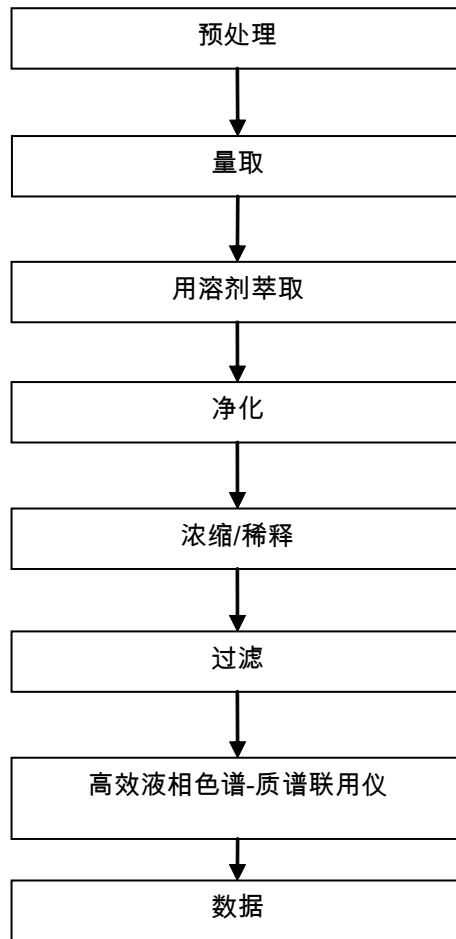 预处理
量取
用溶剂萃取
净化
浓缩/稀释
过滤
高效液相色谱-质谱联用仪
数据